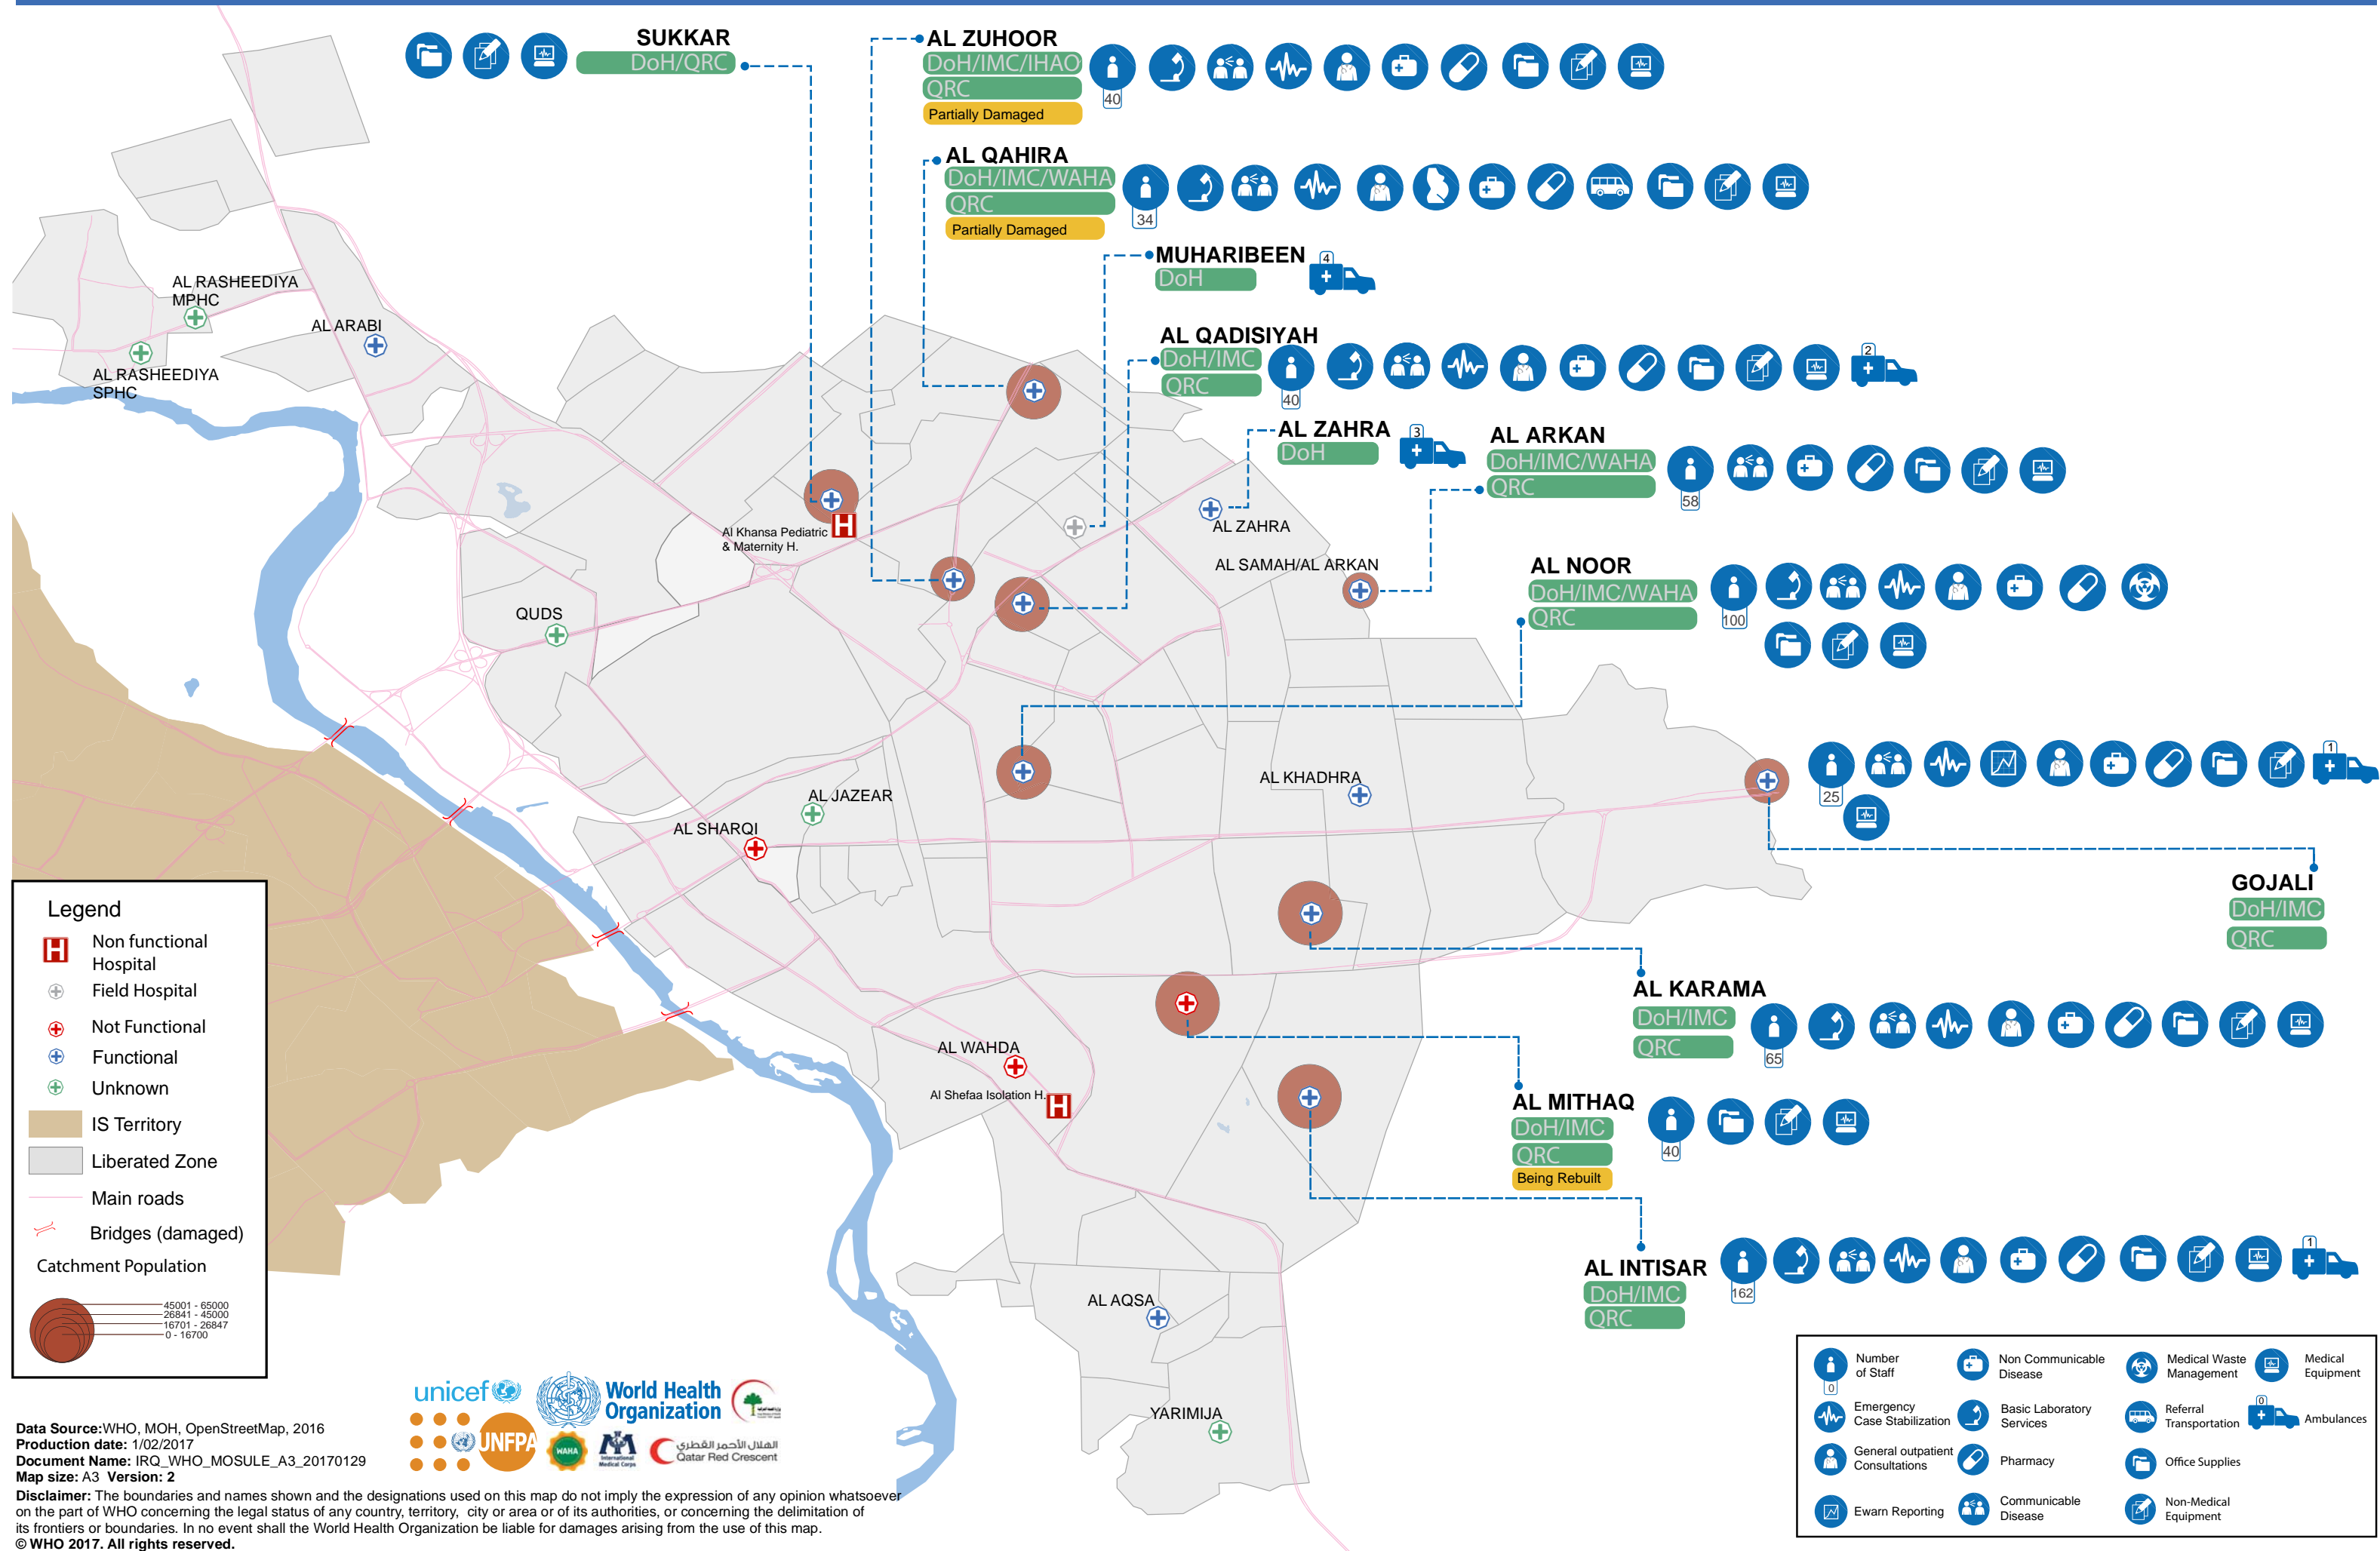 SUKKAR
DoH/QRC
AL ZUHOOR
DoH/IMC/IHAO
QRC
Partially Damaged
40
AL QAHIRA
DoH/IMC/WAHA
QRC
Partially Damaged
34
MUHARIBEEN
DoH
4
AL QADISIYAH
DoH/IMC
QRC
40
2
AL ZAHRA
DoH
3
AL ARKAN
DoH/IMC/WAHA
QRC
58
AL NOOR
DoH/IMC/WAHA
QRC
100
25
1
GOJALI
DoH/IMC
QRC
AL KARAMA
DoH/IMC
QRC
65
AL MITHAQ
DoH/IMC
QRC
Being Rebuilt
40
AL INTISAR
DoH/IMC
QRC
162
1
AL RASHEEDIYA
MPHC
AL ARABI
AL RASHEEDIYA
SPHC
Al Khansa Pediatric
& Maternity H.
H
AL ZAHRA
AL SAMAH/AL ARKAN
QUDS
AL KHADHRA
AL JAZEAR
AL SHARQI
AL WAHDA
Al Shefaa Isolation H.
H
AL AQSA
YARIMIJA
Legend
H
Non functional
Hospital
Field Hospital
Not Functional
Functional
Unknown
IS Territory
Liberated Zone
Main roads
Bridges (damaged)
Catchment Population
45001 - 65000
26841 - 45000
16701 - 26847
0 - 16700
Number
of Staff
0
Non Communicable
Disease
Medical Waste
Management
Medical
Equipment
Emergency
Case Stabilization
Basic Laboratory
Services
Referral
Transportation
0
Ambulances
General outpatient
Consultations
Pharmacy
Office Supplies
Ewarn Reporting
Communicable
Disease
Non-Medical
Equipment
unicef
World Health
Organization
UNFPA
WAHA
International
Medical Corps
الهلال الأحمر القطري
Qatar Red Crescent
Data Source:WHO, MOH, OpenStreetMap, 2016
Production date: 1/02/2017
Document Name: IRQ_WHO_MOSULE_A3_20170129
Map size: A3 Version: 2
Disclaimer: The boundaries and names shown and the designations used on this map do not imply the expression of any opinion whatsoever
on the part of WHO concerning the legal status of any country, territory, city or area or of its authorities, or concerning the delimitation of
its frontiers or boundaries. In no event shall the World Health Organization be liable for damages arising from the use of this map.
© WHO 2017. All rights reserved.